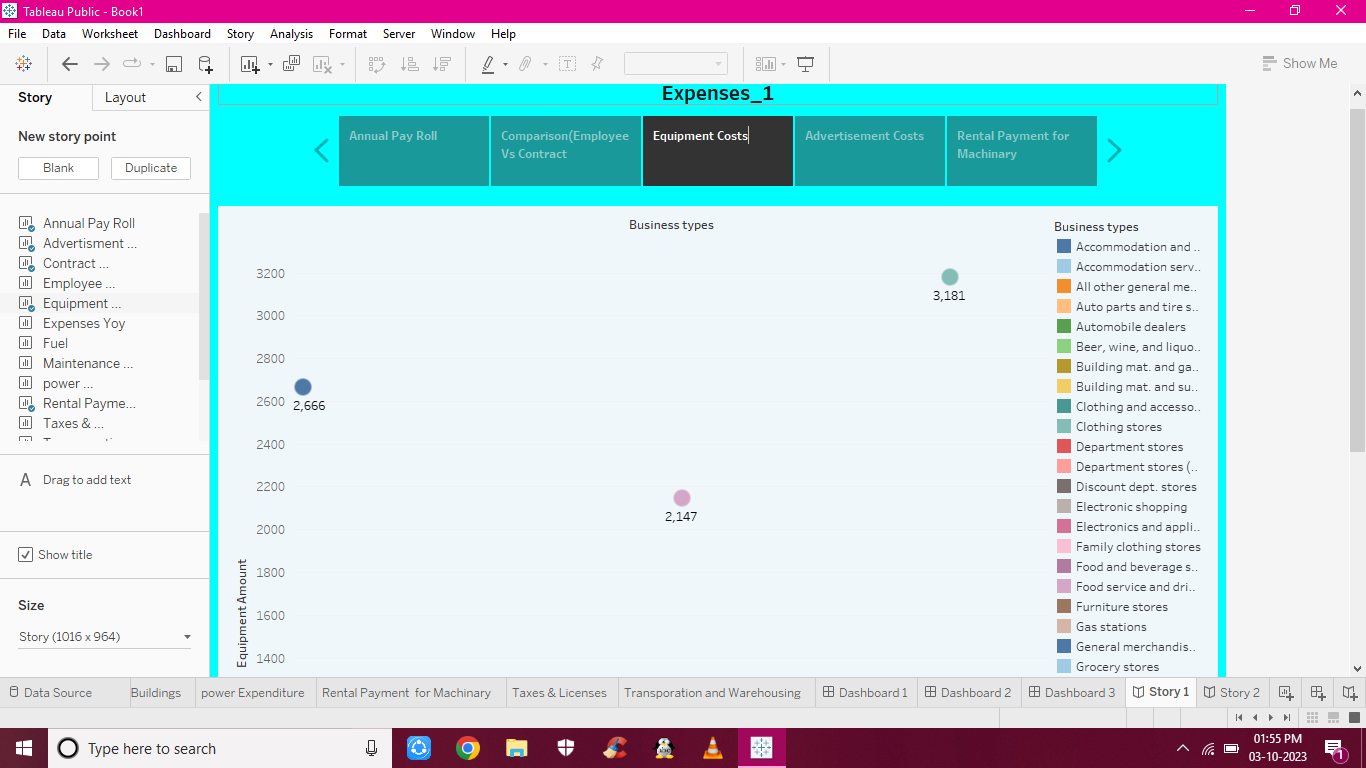 Tableau Public - Book1
File Data Worksheet Dashboard Story Analysis Format Server Window Help
Show Me
Story Layout
New story point
Blank Duplicate
Annual Pay Roll
Advertisment ...
Contract ...
Employee ...
Equipment ...
Expenses Yoy
Fuel
Maintenance ...
power ...
Rental Payme...
Taxes & ...
A Drag to add text
Show title
Size
Story (1016 x 964)
Expenses_1
Annual Pay Roll
Comparison(Employee
Vs Contract
Equipment Costs
Advertisement Costs
Rental Payment for
Machinary
Business types
3200
3000
2800
2600
2400
2200
2000
1800
1600
1400
Equipment Amount
3,181
2,666
2,147
Business types
Accommodation and ..
Accommodation serv..
All other general me..
Auto parts and tire s..
Automobile dealers
Beer, wine, and liquo..
Building mat. and ga..
Building mat. and su..
Clothing and accesso..
Clothing stores
Department stores
Department stores (..
Discount dept. stores
Electronic shopping
Electronics and appli..
Family clothing stores
Food and beverage s..
Food service and dri..
Furniture stores
Gas stations
General merchandis..
Grocery stores
Data Source Buildings power Expenditure Rental Payment for Machinary Taxes & Licenses Transporation and Warehousing Dashboard 1 Dashboard 2 Dashboard 3 Story 1 Story 2
Type here to search
01:55 PM
03-10-2023
1